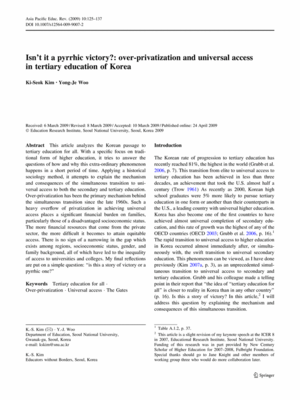 Asia Pacific Educ. Rev. (2009) 10:125–137
DOI 10.1007/s12564-009-9007-2
Isn't it a pyrrhic victory?: over-privatization and universal access
in tertiary education of Korea
Ki-Seok Kim · Yong-Je Woo
Received: 6 March 2009 / Revised: 8 March 2009 / Accepted: 10 March 2009 / Published online: 24 April 2009
© Education Research Institute, Seoul National University, Seoul, Korea 2009
Abstract This article analyzes the Korean passage to
tertiary education for all. With a specific focus on tradi-
tional form of higher education, it tries to answer the
questions of how and why this extra-ordinary phenomenon
happens in a short period of time. Applying a historical
sociology method, it attempts to explain the mechanism
and consequences of the simultaneous transition to uni-
versal access to both the secondary and tertiary education.
Over-privatization has been the primary mechanism behind
the simultaneous transition since the late 1960s. Such a
heavy overflow of privatization in achieving universal
access places a significant financial burden on families,
particularly those of a disadvantaged socioeconomic status.
The more financial resources that come from the private
sector, the more difficult it becomes to attain equitable
access. There is no sign of a narrowing in the gap which
exists among regions, socioeconomic status, gender, and
family background, all of which have led to the inequality
of access to universities and colleges. My final reflections
are put on a single question: "is this a story of victory or a
pyrrhic one?"
Keywords Tertiary education for all ·
Over-privatization · Universal access · The Gates
K.-S. Kim (✉) · Y.-J. Woo
Department of Education, Seoul National University,
Gwanak-gu, Seoul, Korea
e-mail: h-kim@snu.ac.kr
K.-S. Kim
Educators without Borders, Seoul, Korea
Introduction
The Korean rate of progression to tertiary education has
recently reached 81%, the highest in the world (Grubb et al.
2006, p. 7). This transition from elite to universal access to
tertiary education has been achieved in less than three
decades, an achievement that took the U.S. almost half a
century (Trow 1961) As recently as 2000, Korean high
school graduates were 5% more likely to pursue tertiary
education in one form or another than their counterparts in
the U.S., a leading country with universal higher education.
Korea has also become one of the first countries to have
achieved almost universal completion of secondary edu-
cation, and this rate of growth was the highest of any of the
OECD countries (OECD 2003; Grubb et al. 2006, p. 16).¹
The rapid transition to universal access to higher education
in Korea occurred almost immediately after, or simulta-
neously with, the swift transition to universal secondary
education. This phenomenon can be viewed, as I have done
previously (Kim 2007a, p. 3), as an unprecedented simul-
taneous transition to universal access to secondary and
tertiary education. Grubb and his colleague made a telling
point in their report that "the idea of "tertiary education for
all" is closer to reality in Korea than in any other country"
(p. 16). Is this a story of victory? In this article,² I will
address this question by explaining the mechanism and
consequences of this simultaneous transition.
¹ Table A.1.2, p. 37.
² This article is a slight revision of my keynote speech at the ICER 8
in 2007, Education Research Institute, Seoul National University.
Funding of this research was in part provided by New Century
Scholar of Higher Education for 2007–2008, Fulbright Foundation.
Special thanks should go to Jane Knight and other members of
working group three who would do more collaboration later.
Springer